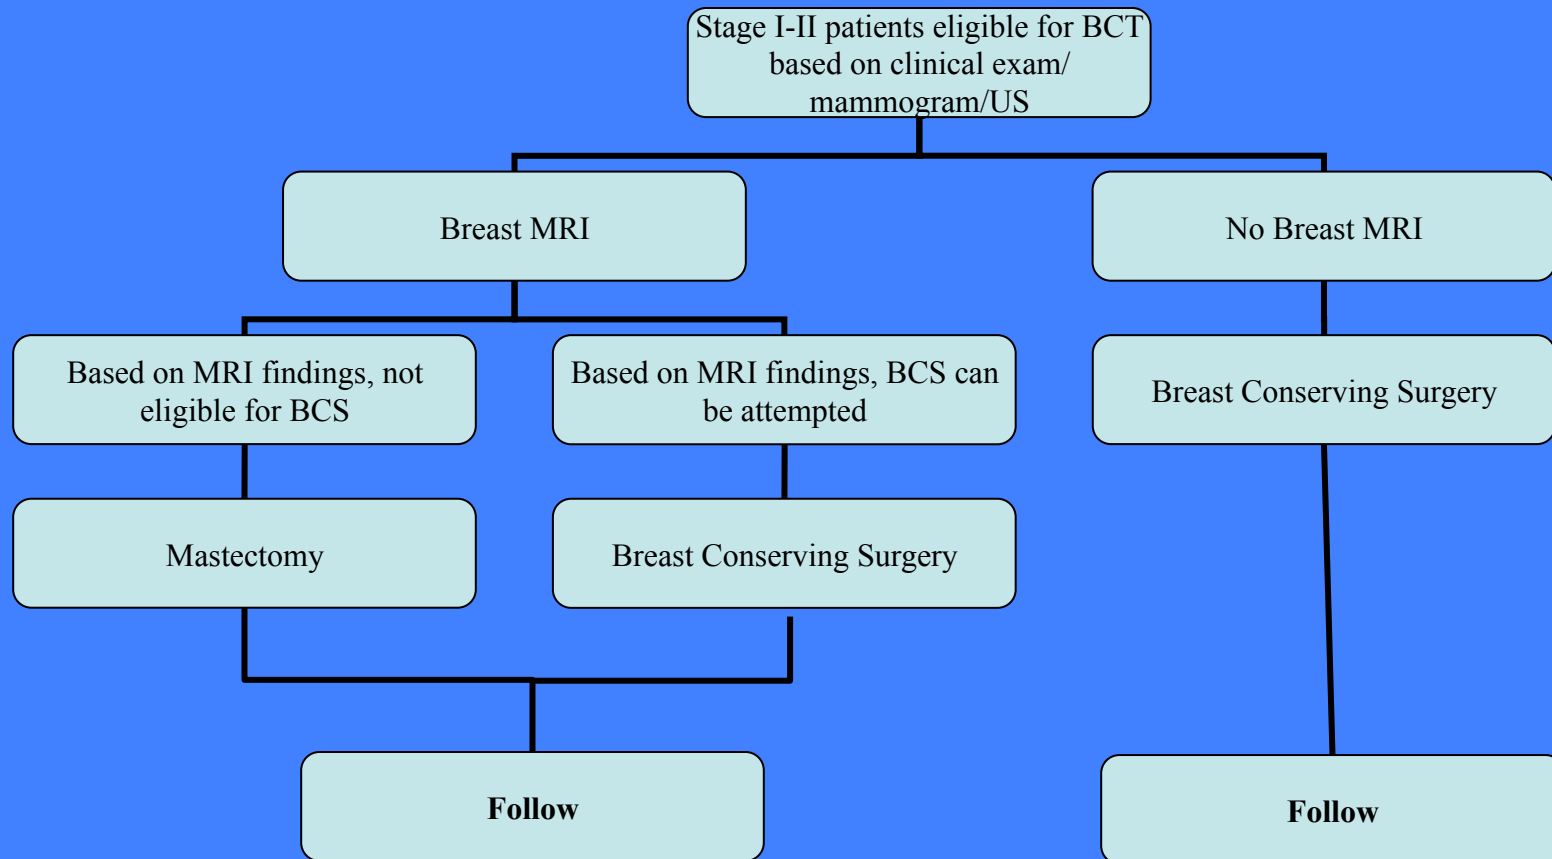 Stage I-II patients eligible for BCT
based on clinical exam/
mammogram/US
Breast MRI
No Breast MRI
Based on MRI findings, not
eligible for BCS
Based on MRI findings, BCS can
be attempted
Breast Conserving Surgery
Mastectomy
Breast Conserving Surgery
Follow
Follow